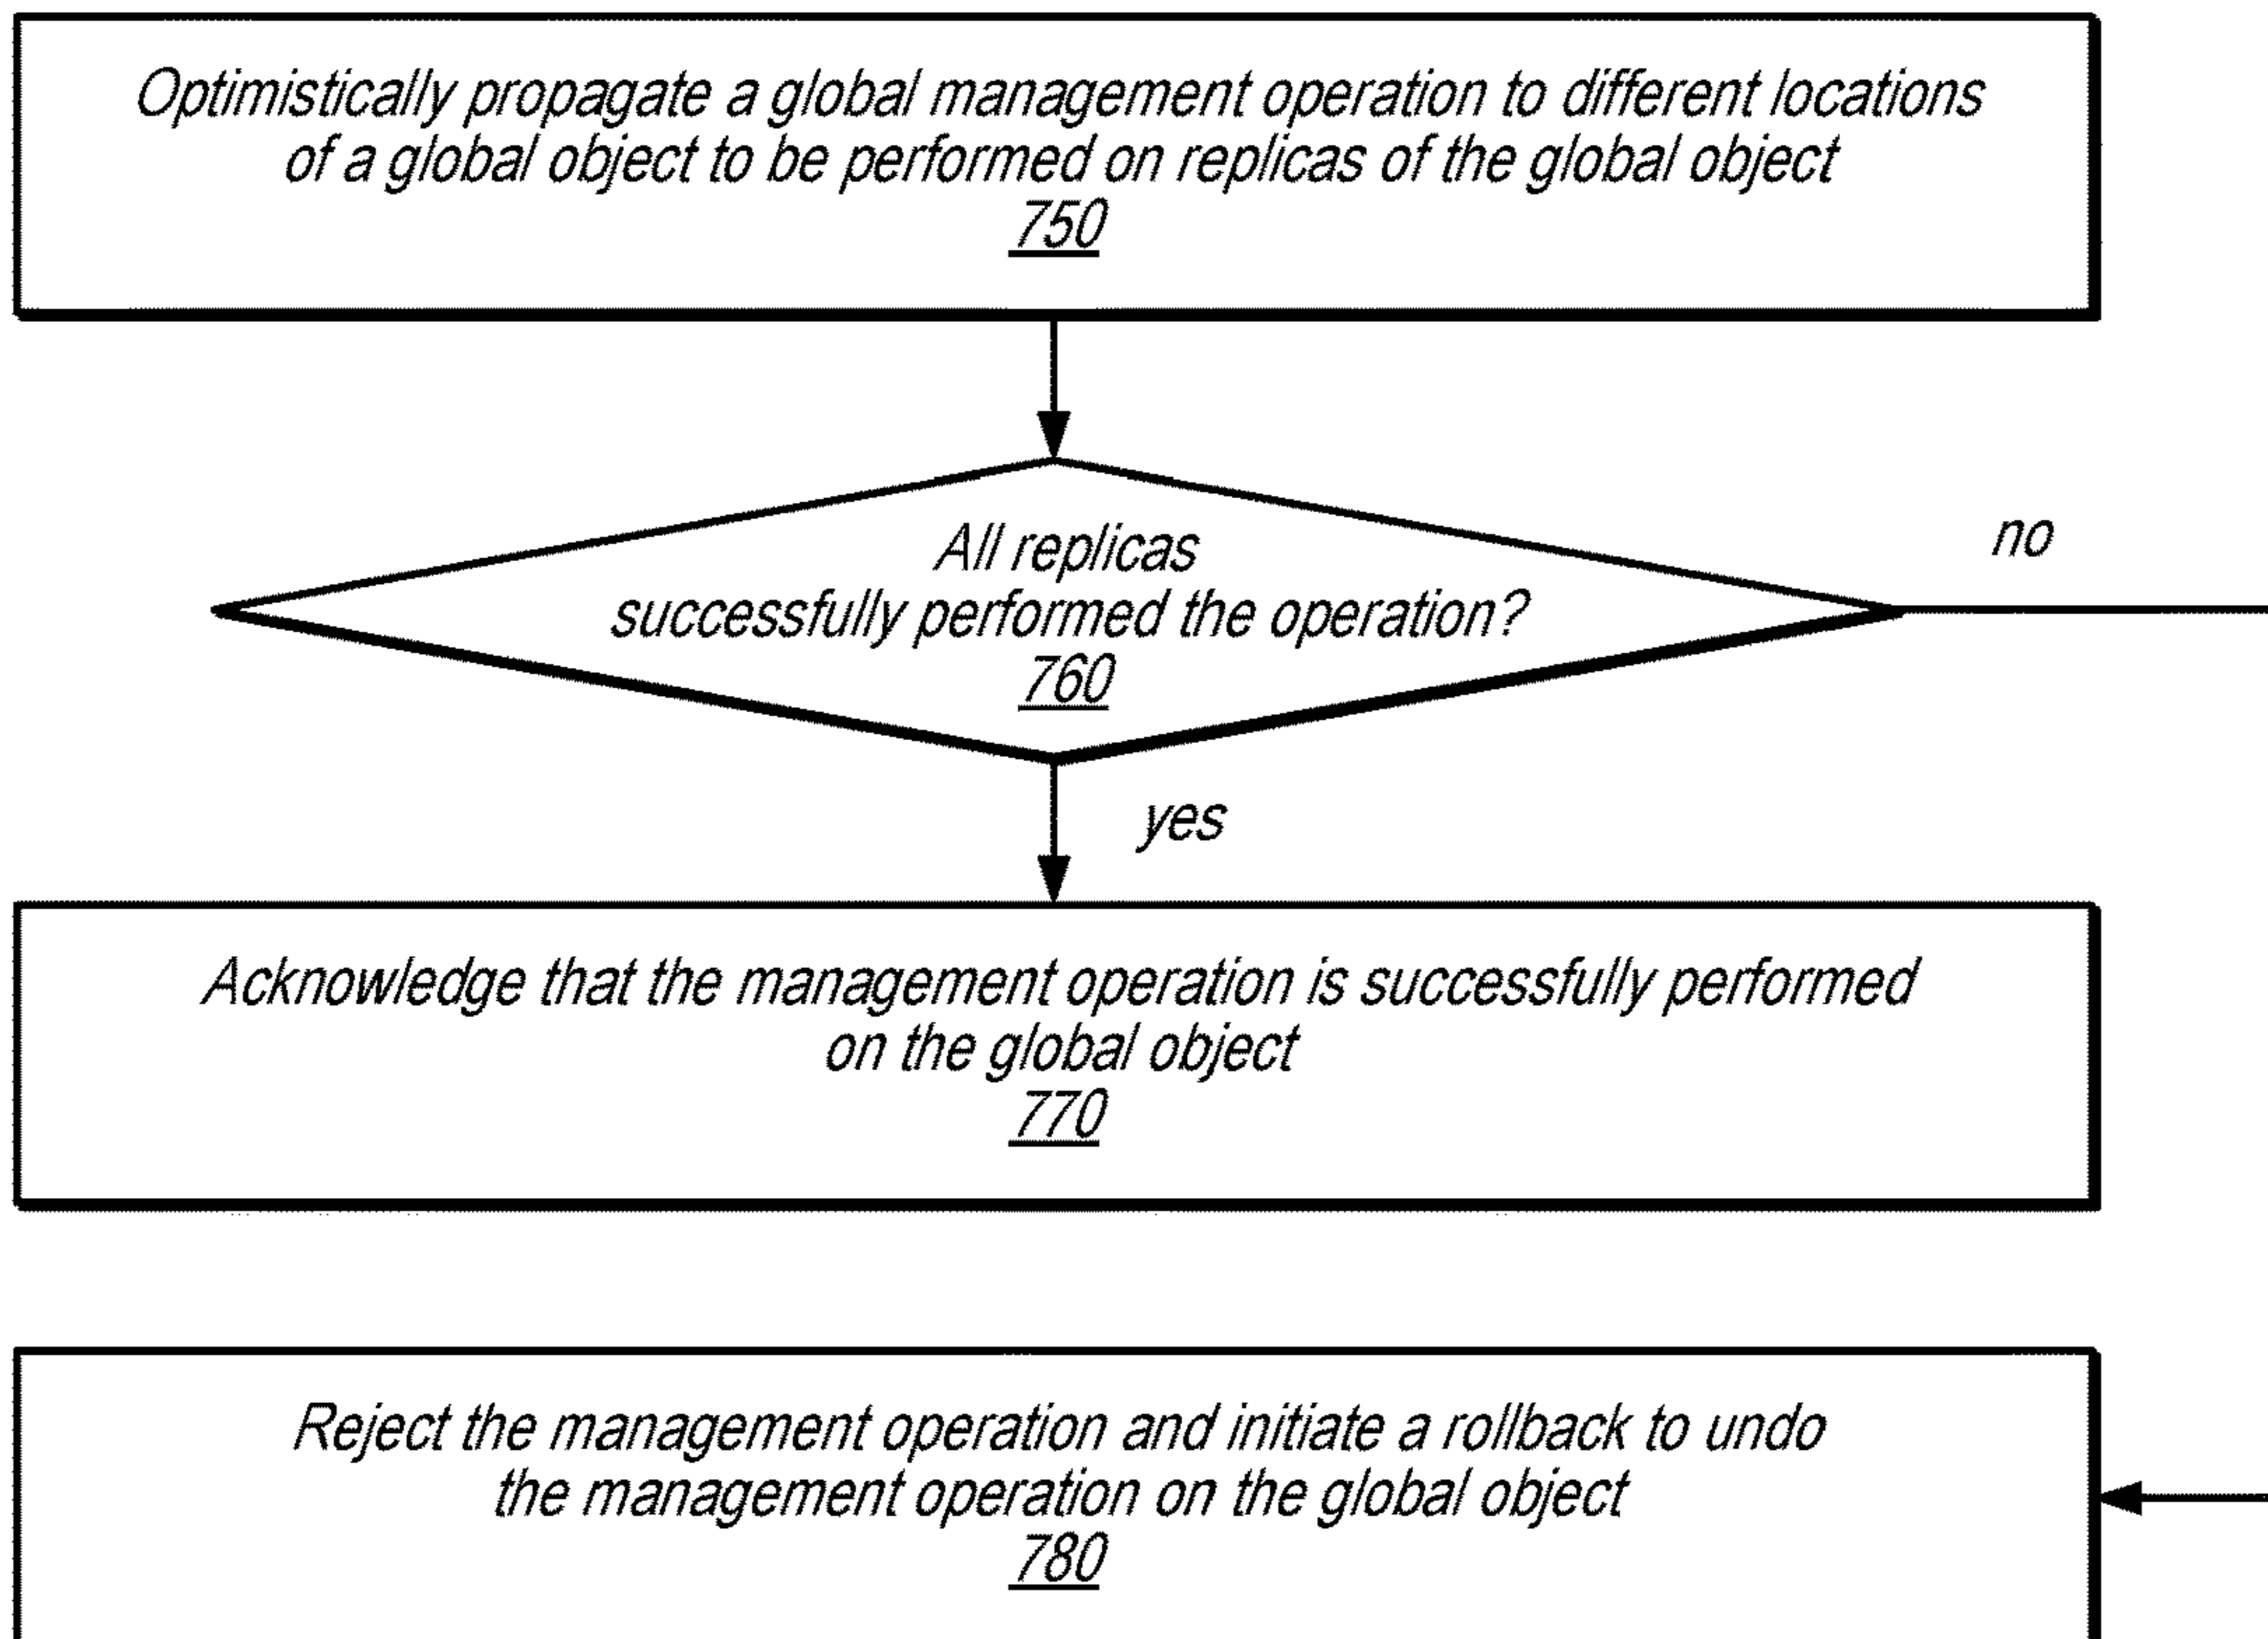 Optimistically propagate a global management operation to different locations
of a global object to be performed on replicas of the global object
750
All replicas
successfully performed the operation?
760
no
yes
Acknowledge that the management operation is successfully performed
on the global object
770
Reject the management operation and initiate a rollback to undo
the management operation on the global object
780